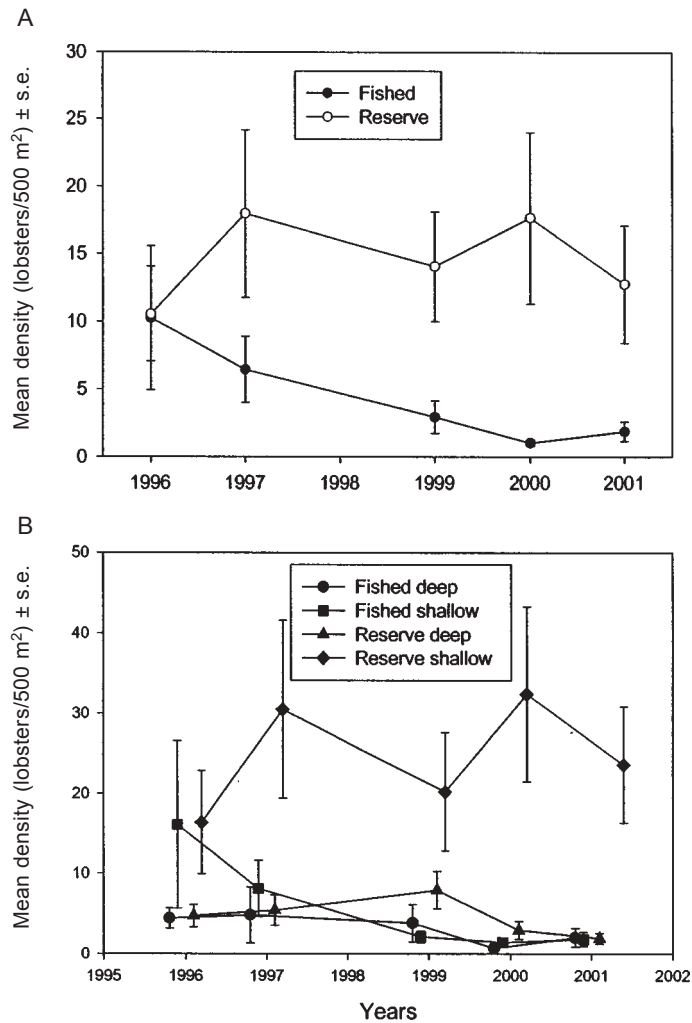 A
Mean density (lobsters/500 m²) ± s.e.
30
25
20
15
10
5
0
Fished
Reserve
1996 1997 1998 1999 2000 2001
B
Mean density (lobsters/500 m²) ± s.e.
50
40
30
20
10
0
Fished deep
Fished shallow
Reserve deep
Reserve shallow
1995 1996 1997 1998 1999 2000 2001 2002
Years